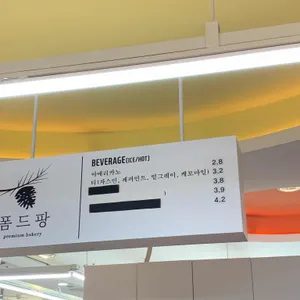 BEVERAGE(ICE/HOT)
아메리카노 2.8
티(자스민, 페퍼민트, 얼그레이, 캐모마일) 3.2
3.8
) 3.9
4.2
폼드팡
premium bakery